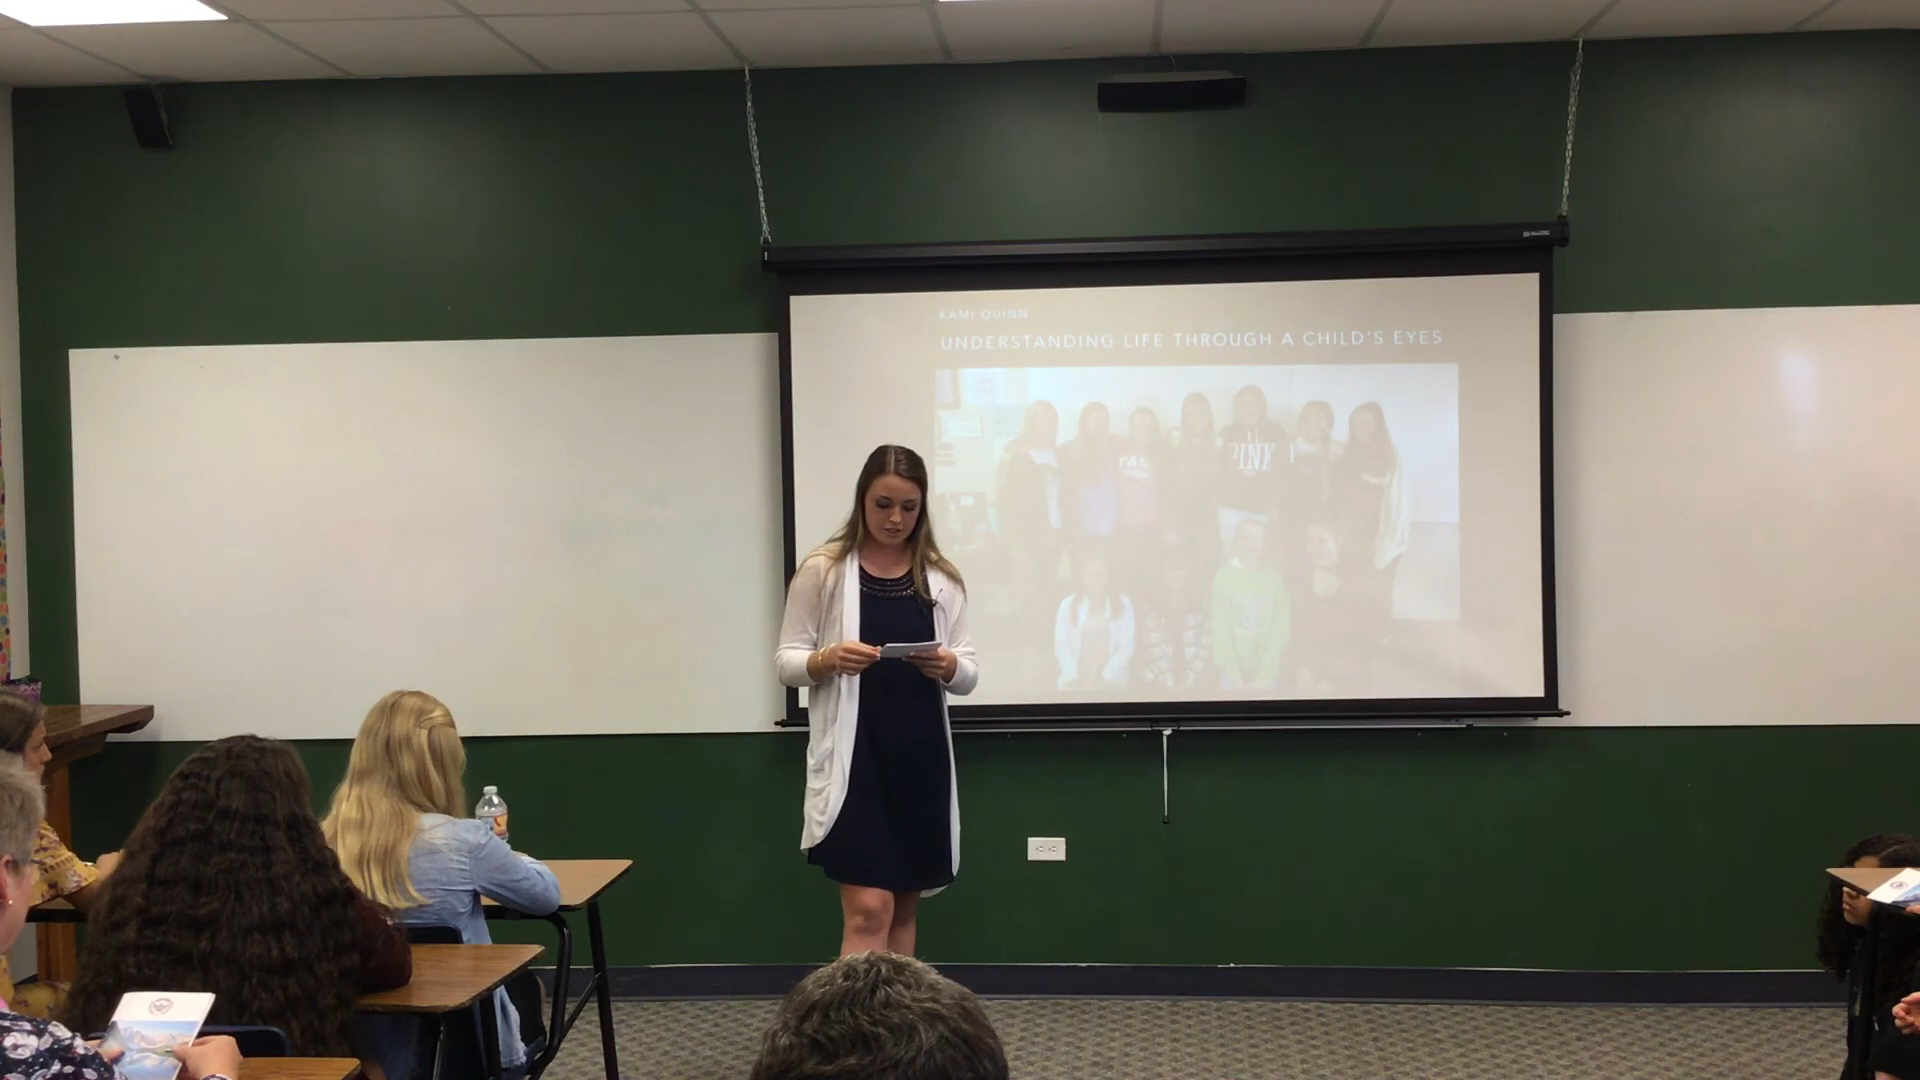 KAMI QUINN
UNDERSTANDING LIFE THROUGH A CHILD'S EYES
PINK